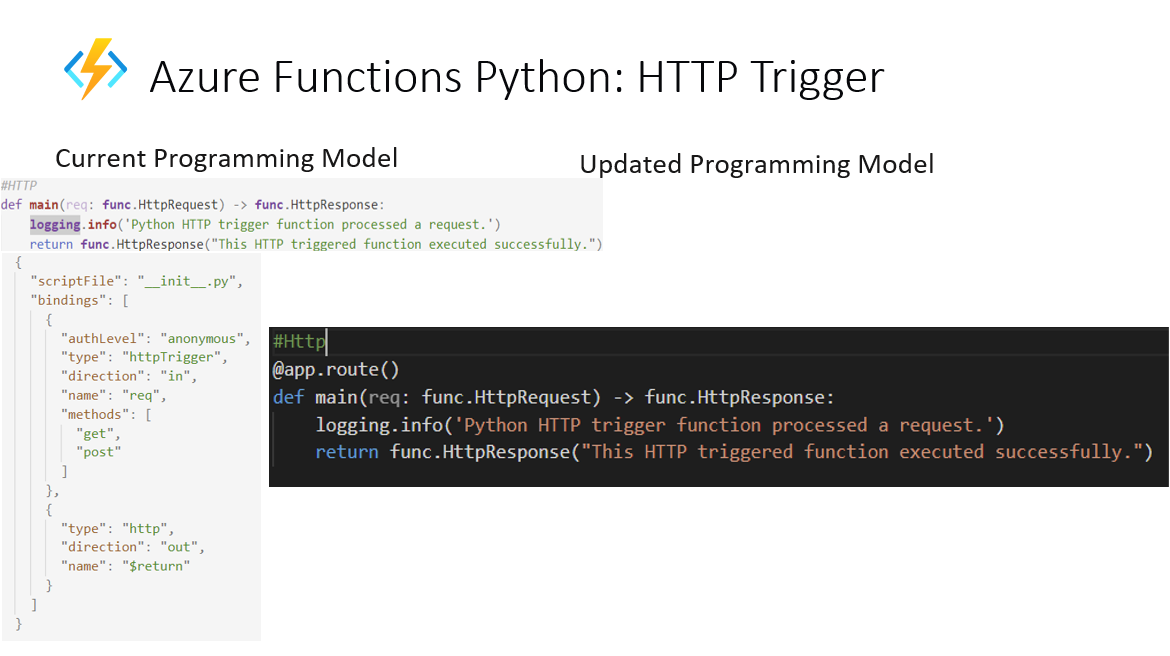 Azure Functions Python: HTTP Trigger
Current Programming Model
Updated Programming Model
#HTTP
def main(req: func.HttpRequest) -> func.HttpResponse:
    logging.info('Python HTTP trigger function processed a request.')
    return func.HttpResponse("This HTTP triggered function executed successfully.")
{
  "scriptFile": "__init__.py",
  "bindings": [
    {
      "authLevel": "anonymous",
      "type": "httpTrigger",
      "direction": "in",
      "name": "req",
      "methods": [
        "get",
        "post"
      ]
    },
    {
      "type": "http",
      "direction": "out",
      "name": "$return"
    }
  ]
}
#Http
@app.route()
def main(req: func.HttpRequest) -> func.HttpResponse:
    logging.info('Python HTTP trigger function processed a request.')
    return func.HttpResponse("This HTTP triggered function executed successfully.")